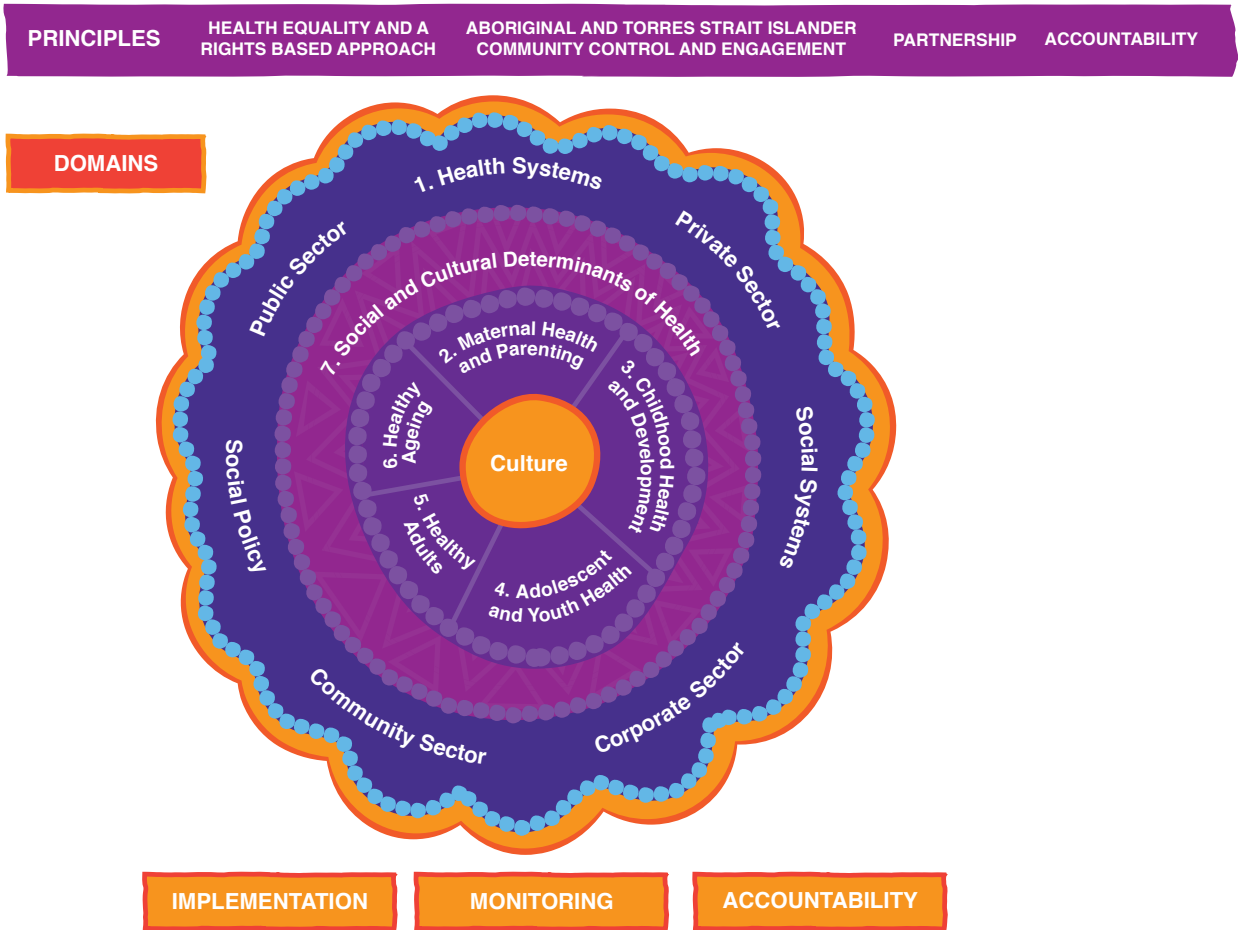 PRINCIPLES
HEALTH EQUALITY AND A
RIGHTS BASED APPROACH
ABORIGINAL AND TORRES STRAIT ISLANDER
COMMUNITY CONTROL AND ENGAGEMENT
PARTNERSHIP
ACCOUNTABILITY
DOMAINS
1. Health Systems
Private Sector
Social Systems
Corporate Sector
Community Sector
Social Policy
Public Sector
7. Social and Cultural Determinants of Health
2. Maternal Health
and Parenting
3. Childhood Health
and Development
4. Adolescent
and Youth Health
5. Healthy
Adults
6. Healthy
Ageing
Culture
IMPLEMENTATION
MONITORING
ACCOUNTABILITY